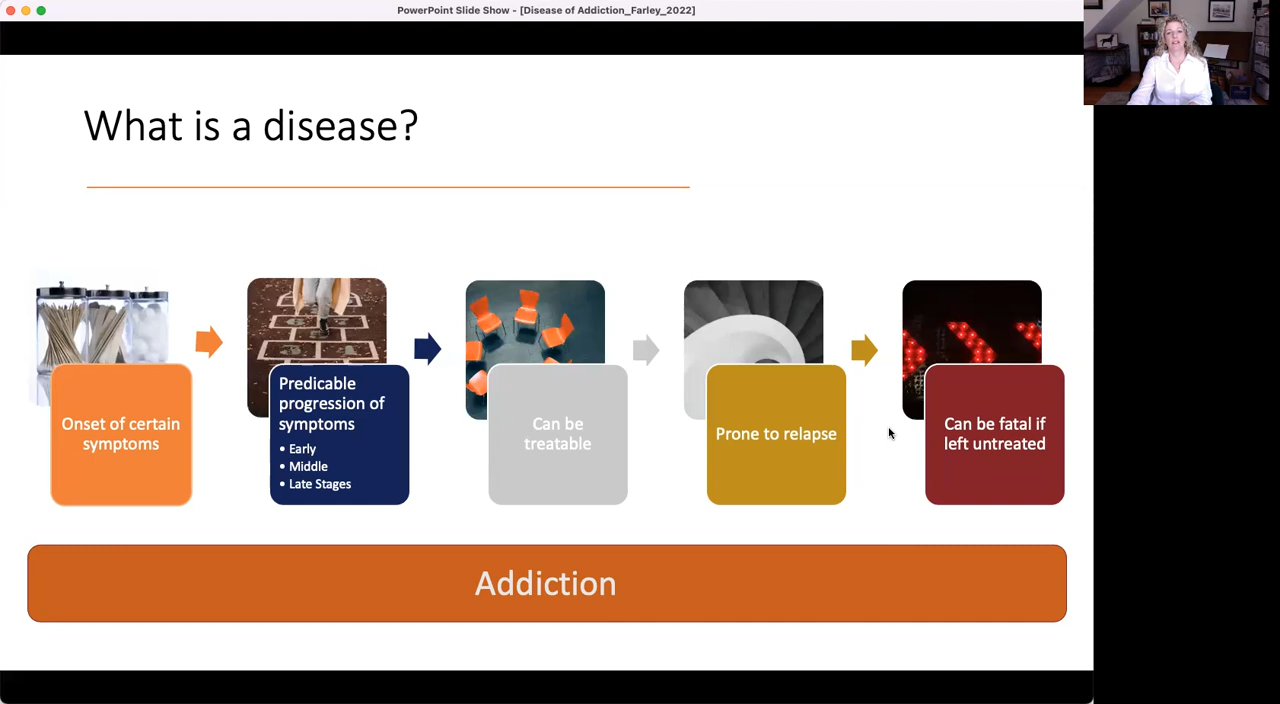 PowerPoint Slide Show - [Disease of Addiction_Farley_2022]
What is a disease?
Onset of certain
symptoms
Predicable
progression of
symptoms
• Early
• Middle
• Late Stages
Can be
treatable
Prone to relapse
Can be fatal if
left untreated
Addiction